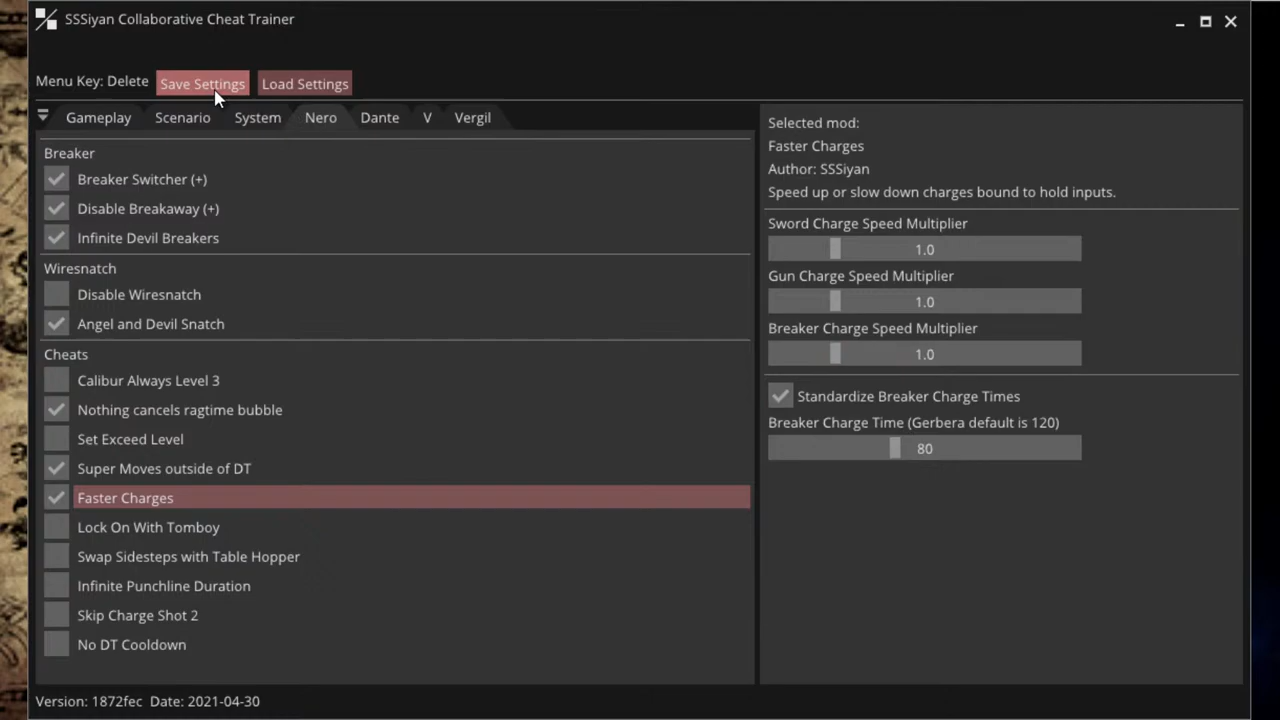 SSSiyan Collaborative Cheat Trainer
Menu Key: Delete Save Settings Load Settings
Gameplay Scenario System Nero Dante V Vergil
Breaker
Breaker Switcher (+)
Disable Breakaway (+)
Infinite Devil Breakers
Wiresnatch
Disable Wiresnatch
Angel and Devil Snatch
Cheats
Calibur Always Level 3
Nothing cancels ragtime bubble
Set Exceed Level
Super Moves outside of DT
Faster Charges
Lock On With Tomboy
Swap Sidesteps with Table Hopper
Infinite Punchline Duration
Skip Charge Shot 2
No DT Cooldown
Selected mod:
Faster Charges
Author: SSSiyan
Speed up or slow down charges bound to hold inputs.
Sword Charge Speed Multiplier
1.0
Gun Charge Speed Multiplier
1.0
Breaker Charge Speed Multiplier
1.0
Standardize Breaker Charge Times
Breaker Charge Time (Gerbera default is 120)
80
Version: 1872fec Date: 2021-04-30